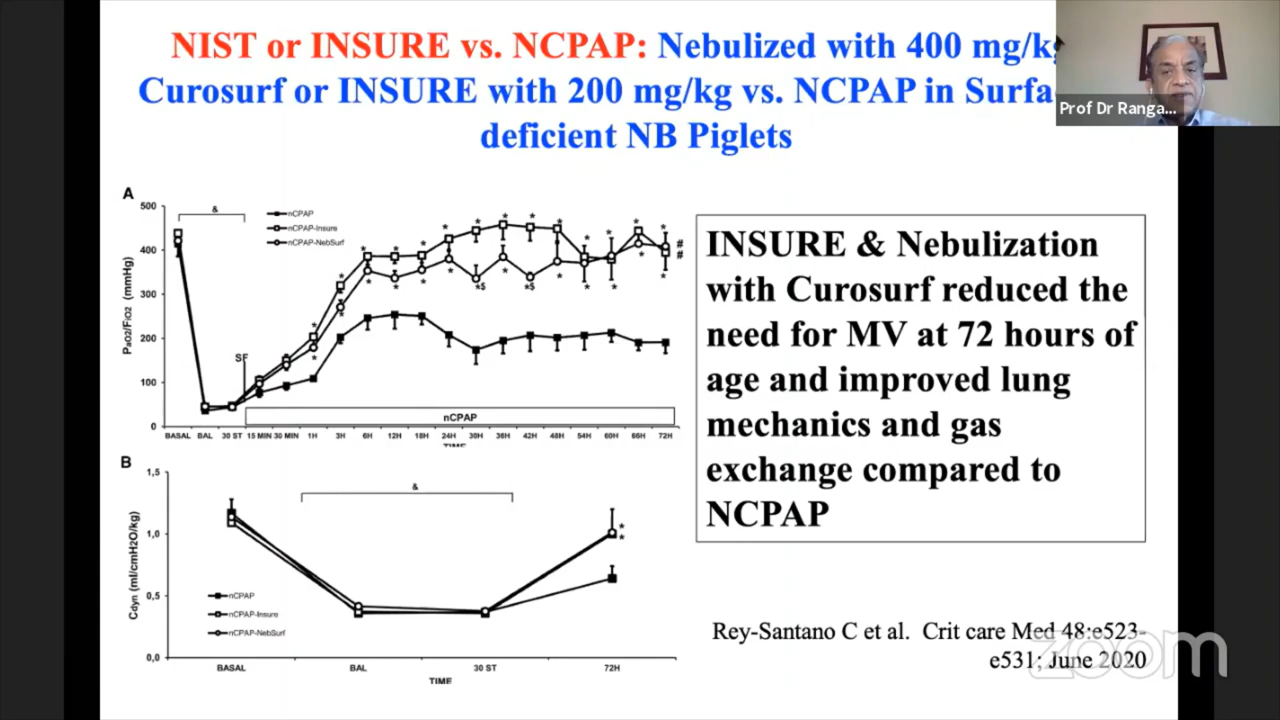 NIST or INSURE vs. NCPAP: Nebulized with 400 mg/kg
Curosurf or INSURE with 200 mg/kg vs. NCPAP in
deficient NB Piglets
Prof Dr Ranga...
A
500
400
300
200
100
0
PaO2/FiO2 (mmHg)
&
nCPAP
nCPAP-Insure
nCPAP-NebSurf
SF
* * * * * * * * * * * *
* * * * * * *$ * *$ * * * * *
#
#
nCPAP
BASAL BAL 30 ST 15 MIN 30 MIN 1H 3H 6H 12H 18H 24H 30H 36H 42H 48H 54H 60H 66H 72H
TIME
B
1,5
1,0
0,5
0,0
Cdyn (ml/cmH2O/kg)
&
*
*
nCPAP
nCPAP-Insure
nCPAP-NebSurf
BASAL BAL 30 ST 72H
TIME
INSURE & Nebulization
with Curosurf reduced the
need for MV at 72 hours of
age and improved lung
mechanics and gas
exchange compared to
NCPAP
Rey-Santano C et al. Crit care Med 48:e523-
e531; June 2020
zoom